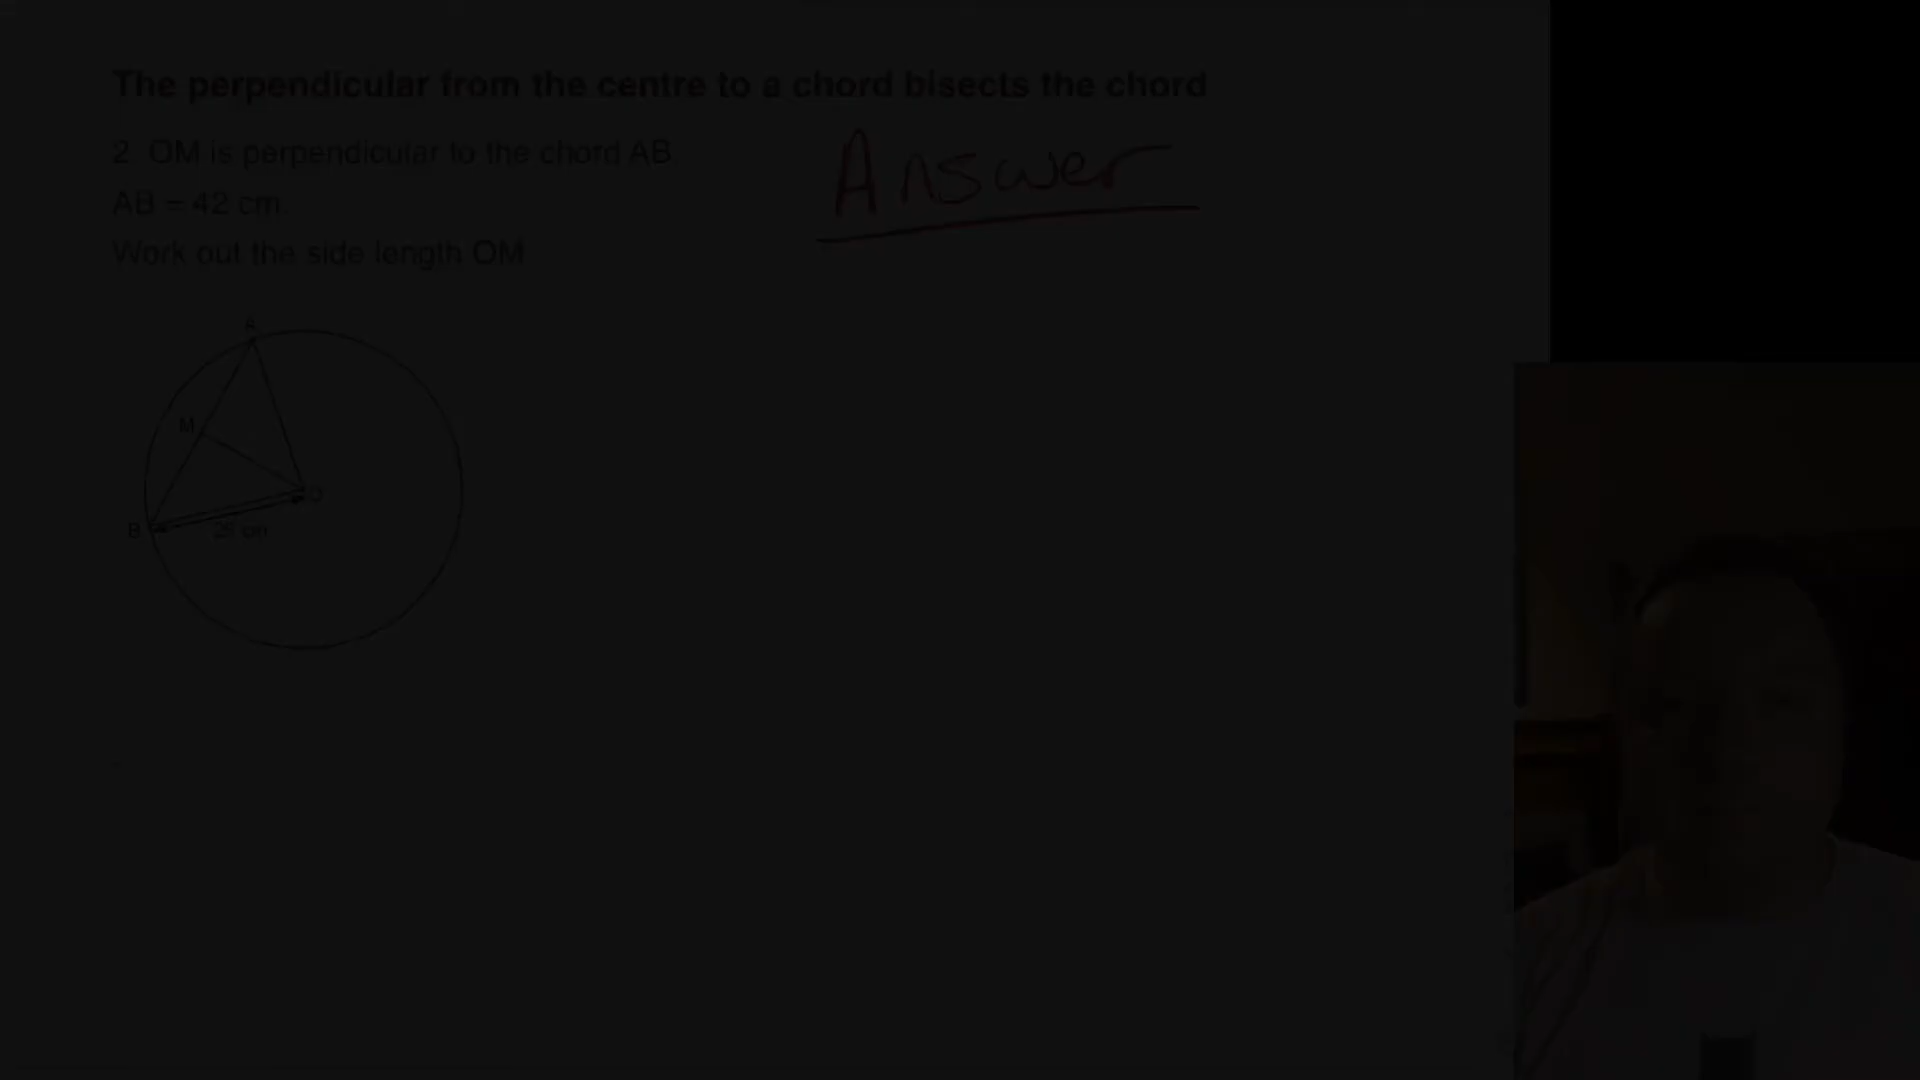 The perpendicular from the centre to a chord bisects the chord
2. OM is perpendicular to the chord AB.
Answer
AB = 42 cm.
Work out the side length OM
A
M
O
B
cm